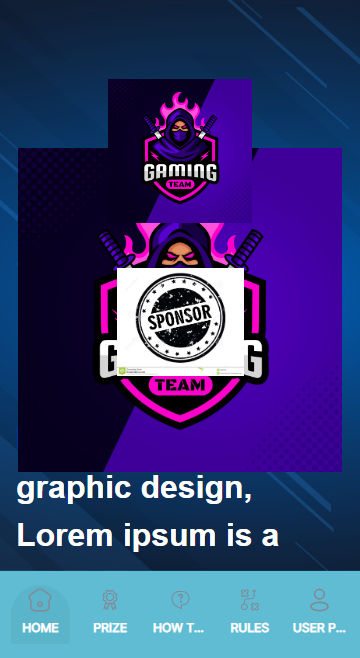 GAMING
TEAM
SPONSOR
G
G
TEAM
graphic design,
Lorem ipsum is a
HOME
PRIZE
HOW T...
RULES
USER P...